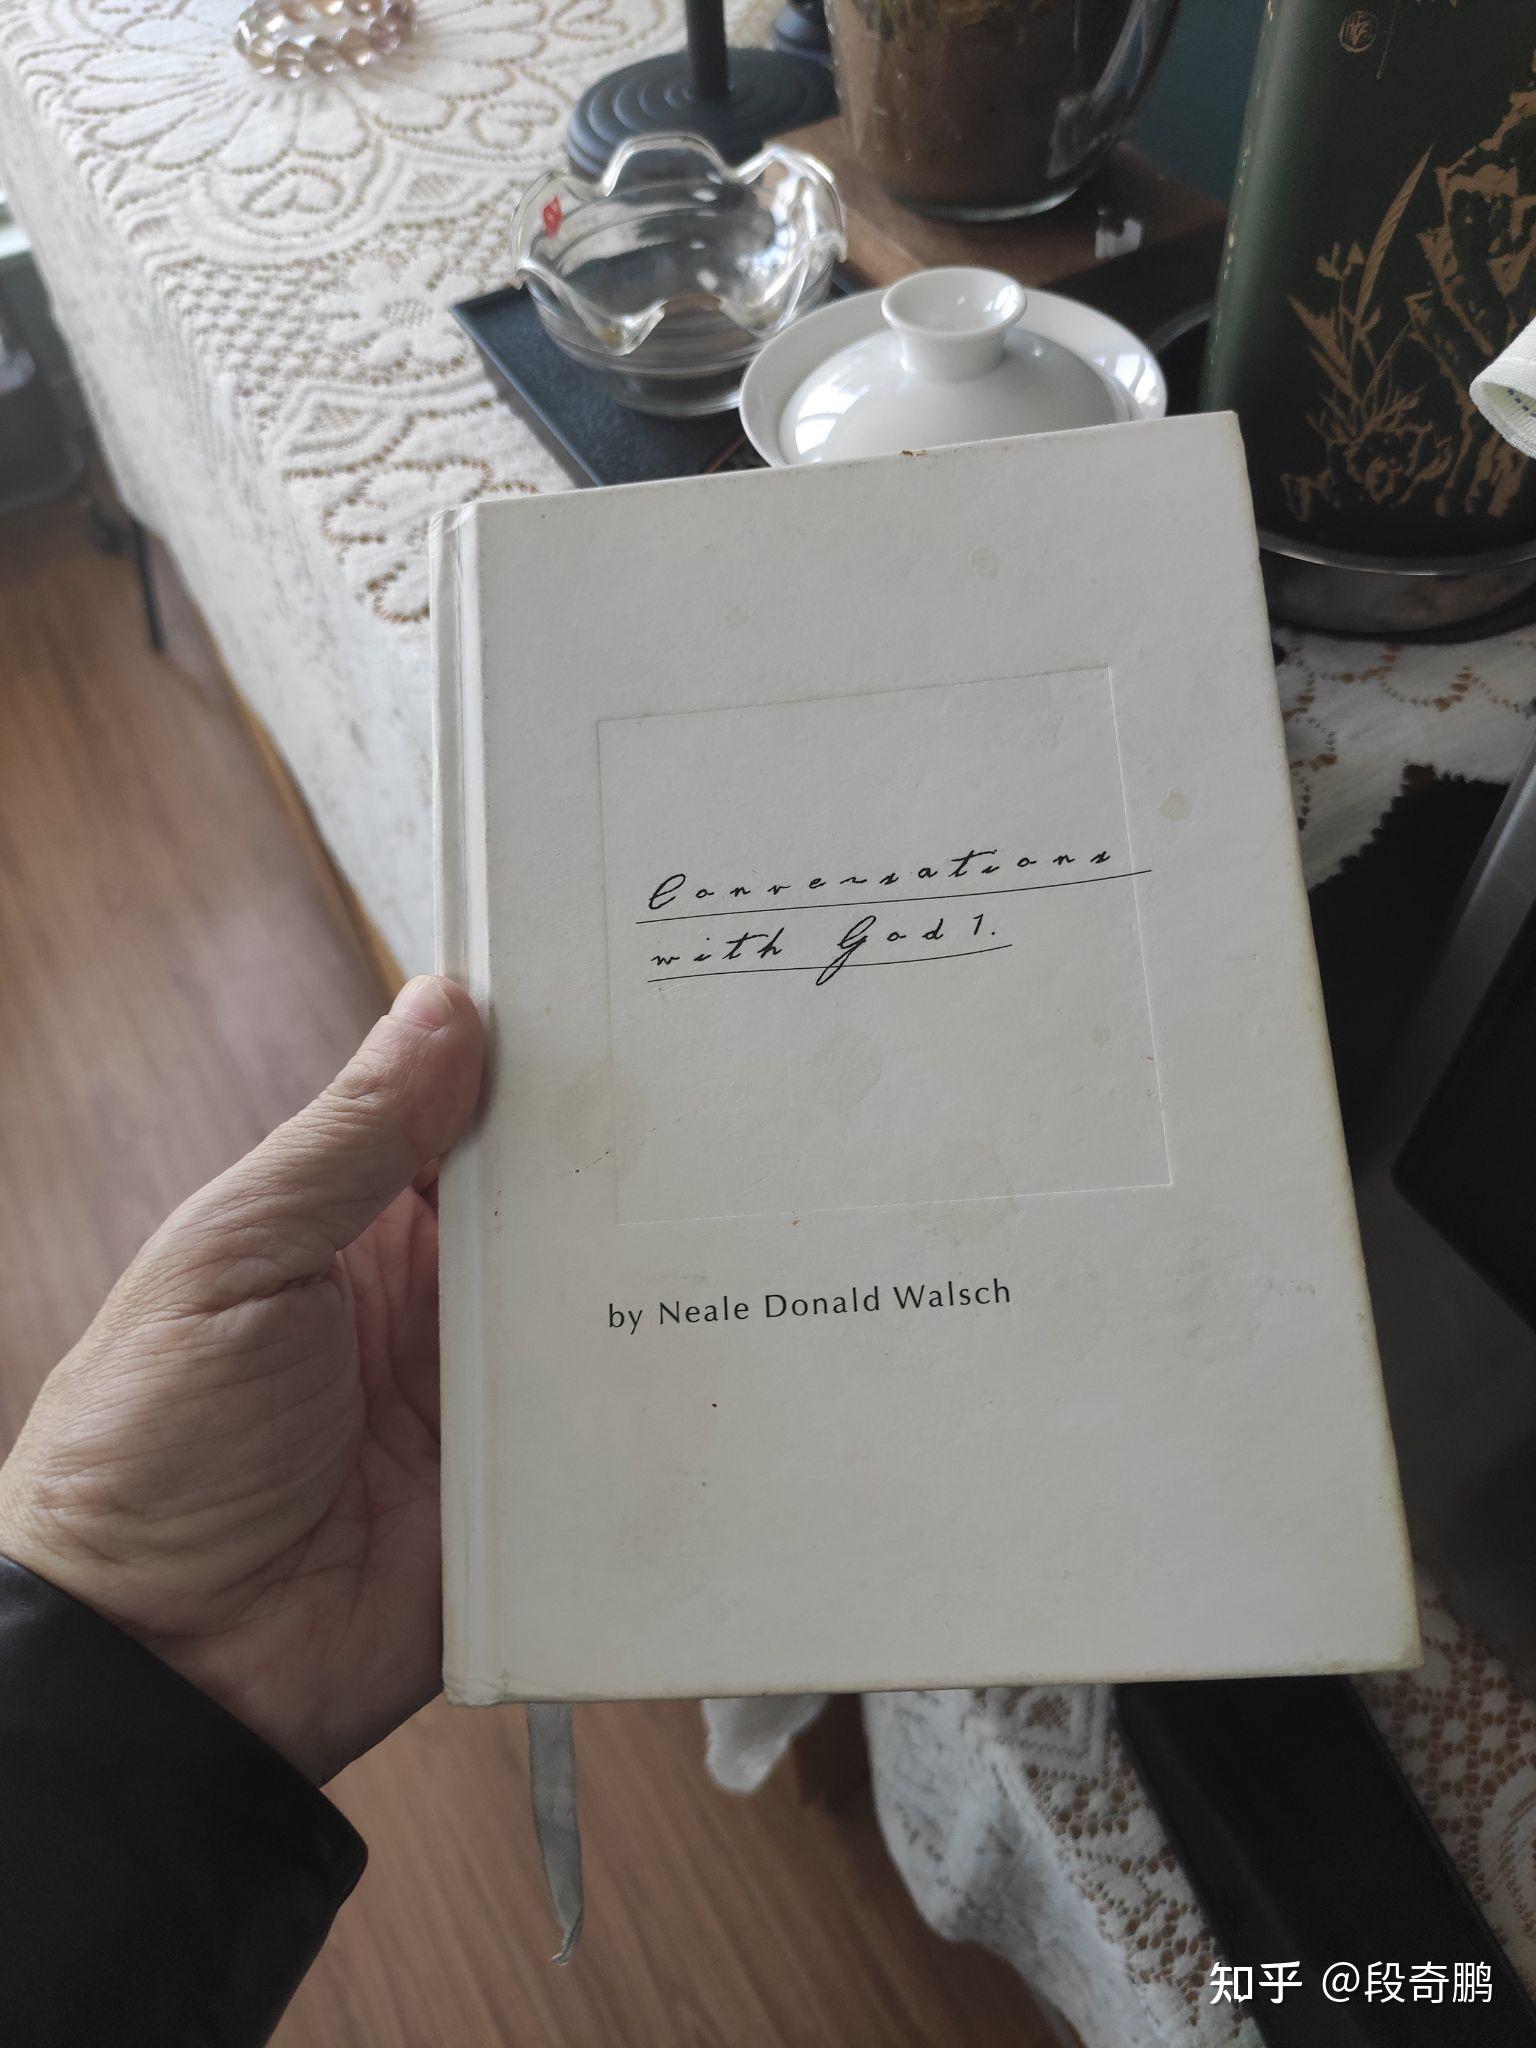 Conversations
with God 1.
by Neale Donald Walsch
知乎 @段奇鹏